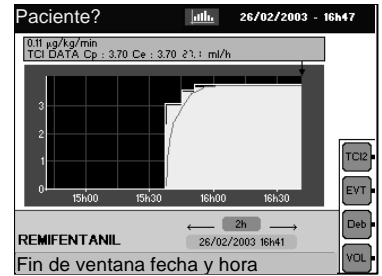 Paciente?
26/02/2003 - 16h47
0.11 µg/kg/min
TCI DATA Cp : 3.70 Ce : 3.70 ml/h
3
2
1
0
15h00 15h30 16h00 16h30
TCI2
EVT
Deb
VOL
2h
REMIFENTANIL
26/02/2003 16h41
Fin de ventana fecha y hora